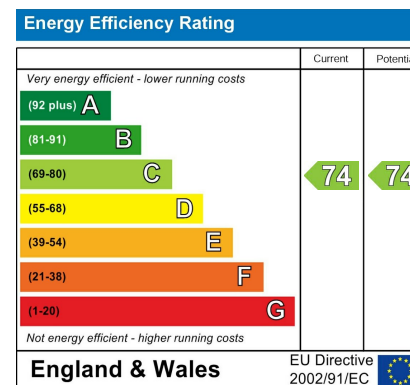 Energy Efficiency Rating
Current Potentia
Very energy efficient - lower running costs
(92 plus) A
(81-91) B
(69-80) C 74 74
(55-68) D
(39-54) E
(21-38) F
(1-20) G
Not energy efficient - higher running costs
England & Wales EU Directive
2002/91/EC